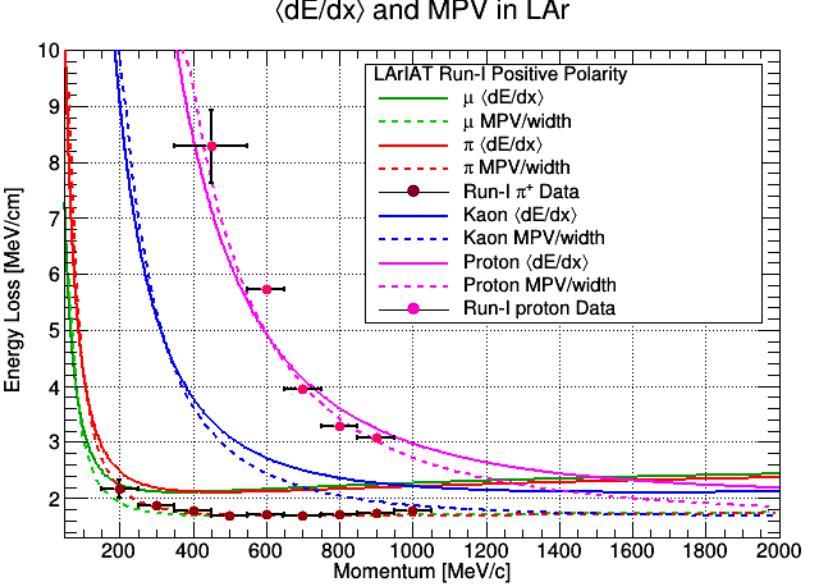 ⟨dE/dx⟩ and MPV in LAr
Energy Loss [MeV/cm]
10
9
8
7
6
5
4
3
2
LArIAT Run-I Positive Polarity
μ ⟨dE/dx⟩
μ MPV/width
π ⟨dE/dx⟩
π MPV/width
Run-I π⁺ Data
Kaon ⟨dE/dx⟩
Kaon MPV/width
Proton ⟨dE/dx⟩
Proton MPV/width
Run-I proton Data
200 400 600 800 1000 1200 1400 1600 1800 2000
Momentum [MeV/c]